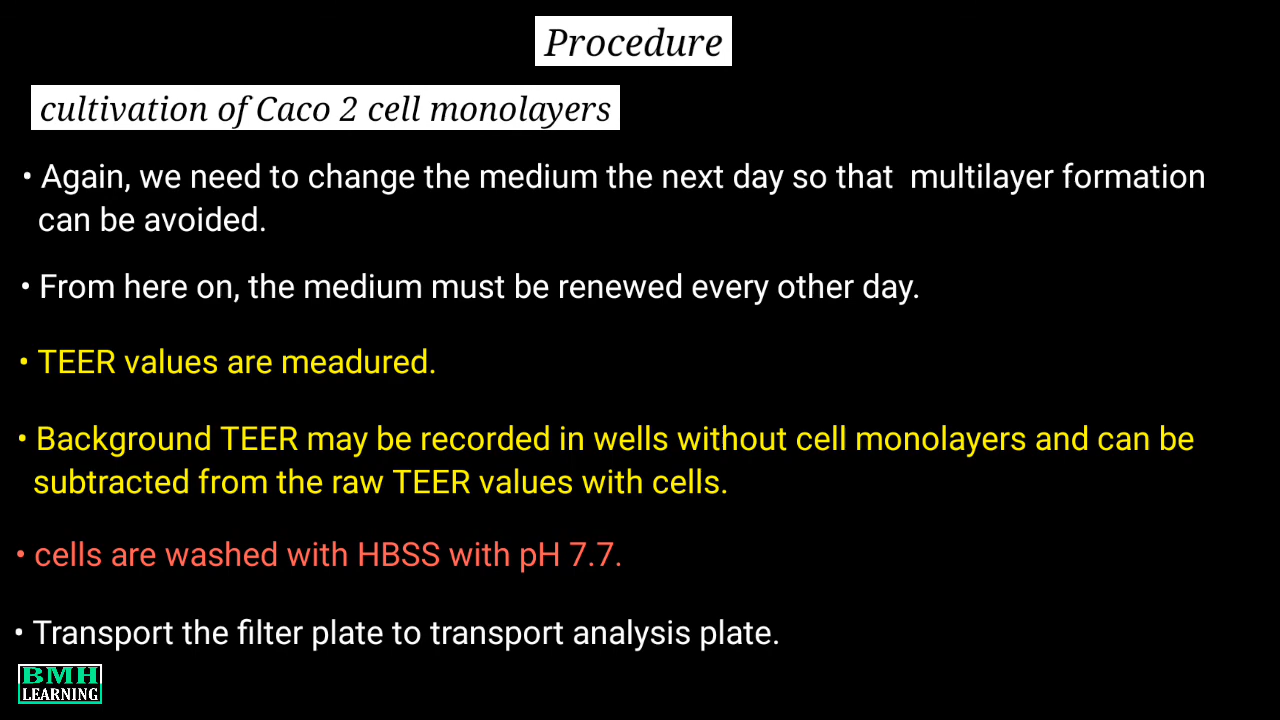 Procedure
cultivation of Caco 2 cell monolayers
• Again, we need to change the medium the next day so that  multilayer formation
can be avoided.
• From here on, the medium must be renewed every other day.
• TEER values are meadured.
• Background TEER may be recorded in wells without cell monolayers and can be
subtracted from the raw TEER values with cells.
• cells are washed with HBSS with pH 7.7.
• Transport the filter plate to transport analysis plate.
BMH
LEARNING